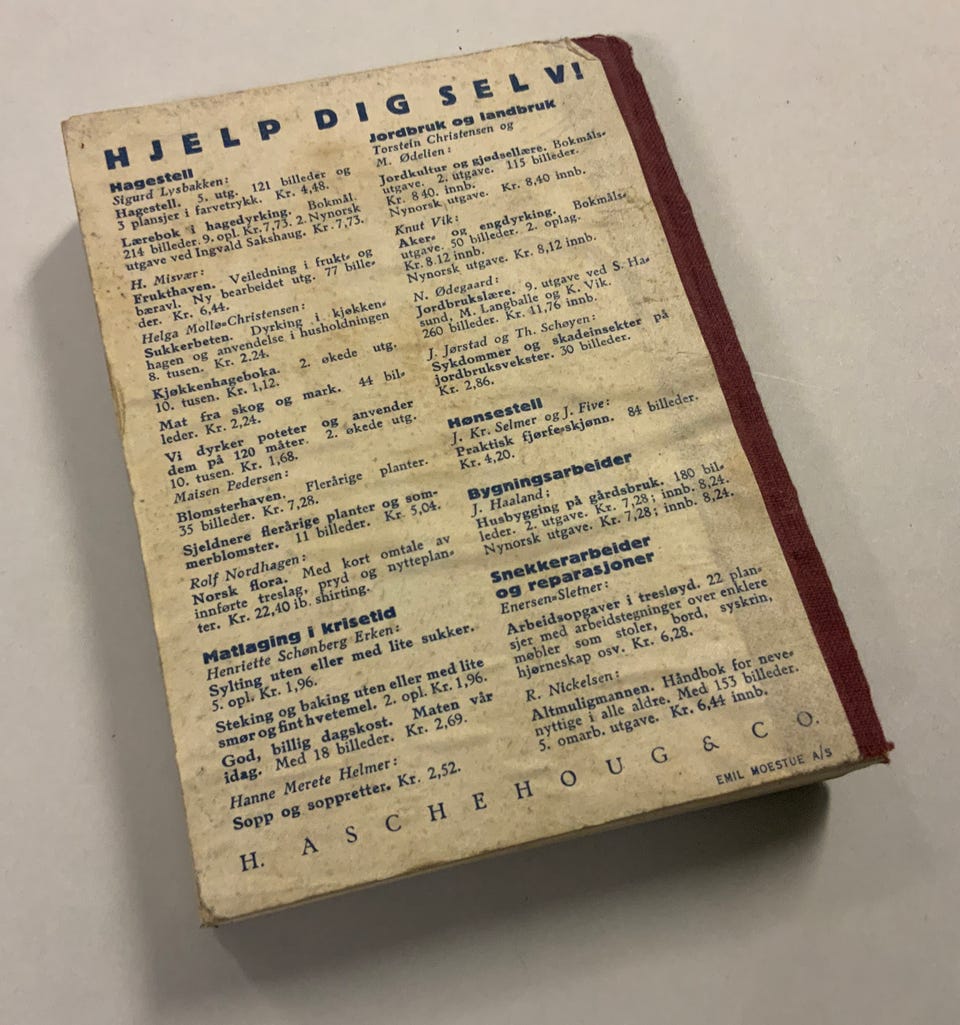 HJELP DIG SELV!
Hagestell
Sigurd Lysbakken:
Hagestell. 5. utg. 121 billeder og
3 plansjer i farvetrykk. Kr. 4,48.
Lærebok i hagedyrking. Bokmål.
214 billeder. 9. opl. Kr. 7,73. 2. Nynorsk
utgave ved Ingvald Sakshaug. Kr. 7,73.
H. Misvær:
Frukthaven. Veiledning i frukt- og
bæravl. Ny bearbeidet utg. 77 bille-
der. Kr. 6,44.
Helga Mollø-Christensen:
Sukkerbeten. Dyrking i kjøkken-
hagen og anvendelse i husholdningen
8. tusen. Kr. 2.24.
Kjøkkenhageboka. 2. økede utg.
10. tusen. Kr. 1,12.
Mat fra skog og mark. 44 bil-
leder. Kr. 2,24.
Vi dyrker poteter og anvender
dem på 120 måter. 2. økede utg.
10. tusen. Kr. 1,68.
Maisen Pedersen:
Blomsterhaven. Flerårige planter.
35 billeder. Kr. 7,28.
Sjeldnere flerårige planter og som-
merblomster. 11 billeder. Kr. 5,04.
Rolf Nordhagen:
Norsk flora. Med kort omtale av
innførte treslag, pryd og nytteplan-
ter. Kr. 22,40 ib. shirting.
Matlaging i krisetid
Henriette Schønberg Erken:
Sylting uten eller med lite sukker.
5. opl. Kr. 1,96.
Steking og baking uten eller med lite
smør og fint hvetemel. 2. opl. Kr. 1,96.
God, billig dagskost. Maten vår
idag. Med 18 billeder. Kr. 2,69.
Hanne Merete Helmer:
Sopp og soppretter. Kr. 2,52.
Jordbruk og landbruk
Torstein Christensen og
M. Ødelien:
Jordkultur og gjødsellære. Bokmåls-
utgave. 2. utgave. 115 billeder.
Kr. 8 40. innb.
Nynorsk utgave. Kr. 8,40 innb.
Knut Vik:
Aker- og engdyrking. Bokmåls-
utgave. 50 billeder. 2. oplag.
Kr. 8.12 innb.
Nynorsk utgave. Kr. 8,12 innb.
N. Ødegaard:
Jordbrukslære. 9. utgave ved S. Ha-
sund, M. Langballe og K. Vik.
260 billeder. Kr. 11,76 innb.
J. Jørstad og Th. Schøyen:
Sykdommer og skadeinsekter på
jordbruksvekster. 30 billeder.
Kr. 2,86.
Hønsestell
J. Kr. Selmer og J. Five:
Praktisk fjørfe-skjønn. 84 billeder.
Kr. 4,20.
Bygningsarbeider
J. Haaland:
Husbygging på gårdsbruk. 180 bil-
leder. 2. utgave. Kr. 7,28; innb. 8,24.
Nynorsk utgave. Kr. 7,28; innb. 8,24.
Snekkerarbeider
og reparasjoner
Enersen-Sletner:
Arbeidsopgaver i tresløyd. 22 plan-
sjer med arbeidstegninger over enklere
møbler som stoler, bord, syskrin,
hjørneskap osv. Kr. 6,28.
R. Nickelsen:
Altmuligmannen. Håndbok for neve-
nyttige i alle aldre. Med 153 billeder.
5. omarb. utgave. Kr. 6,44 innb.
H. ASCHEHOUG & CO.
EMIL MOESTUE A/S